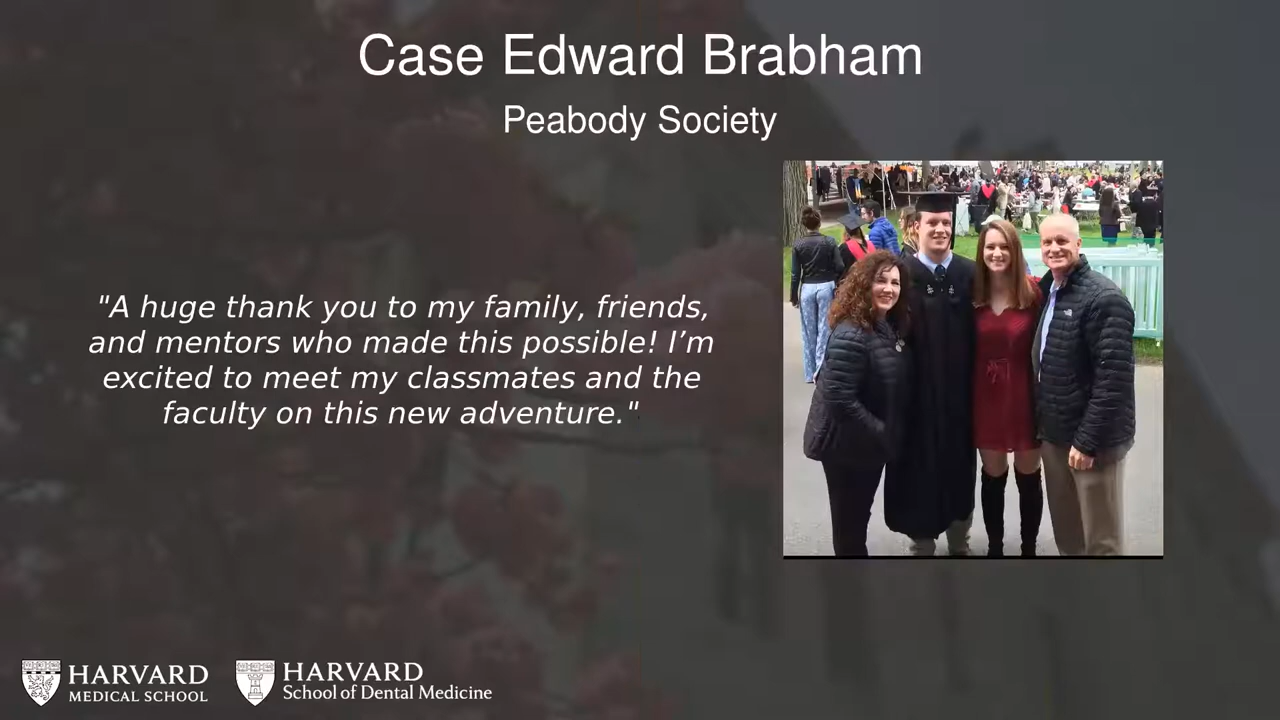 Case Edward Brabham
Peabody Society
"A huge thank you to my family, friends,
and mentors who made this possible! I’m
excited to meet my classmates and the
faculty on this new adventure."
HARVARD
MEDICAL SCHOOL
HARVARD
School of Dental Medicine